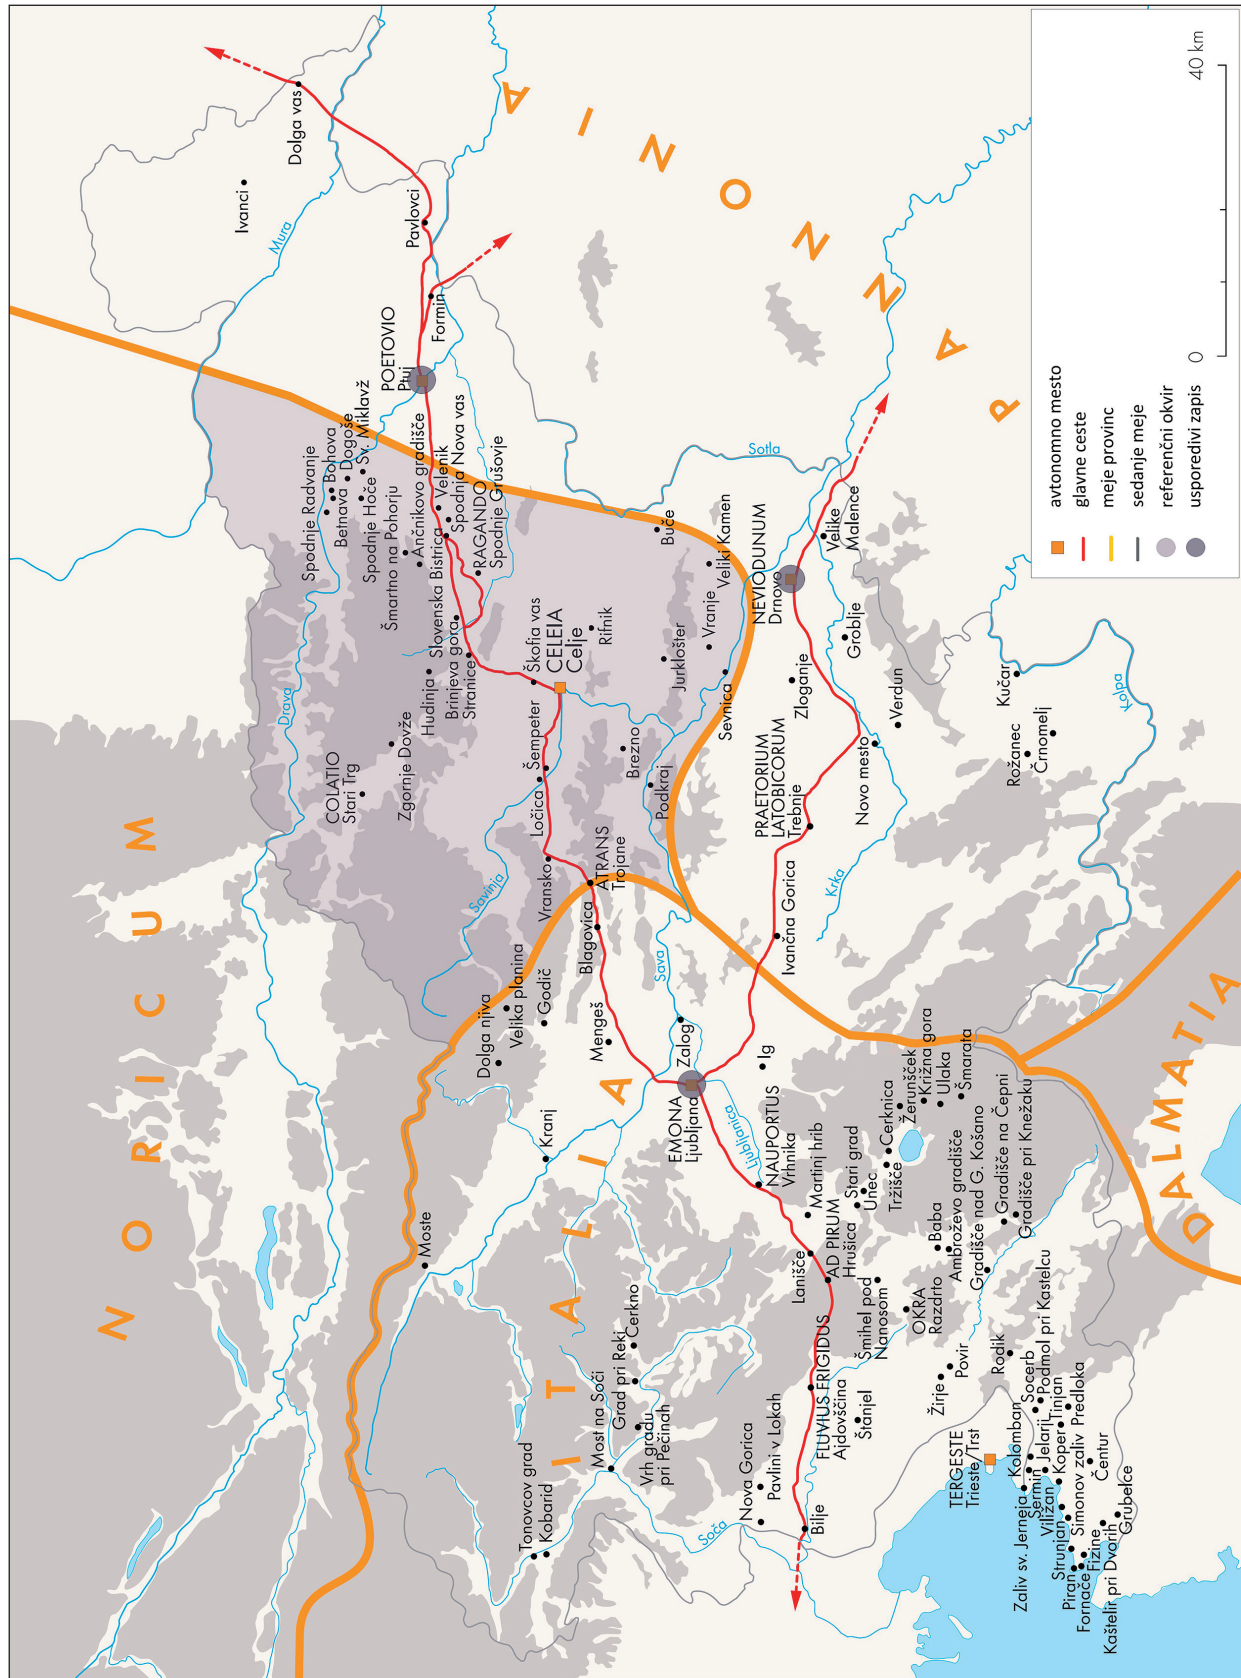 NORICUM
ITALIA
PANNONIA
DALMATIA
Dolga vas
Ivanci
Mura
Pavlovci
Formin
POETOVIO
Ptuj
Spodnje Radvanje
Bohova
Betnava
Dogoše
Spodnje Hoče
Sv. Miklavž
Šmartno na Pohorju
Ančnikovo gradišče
Velenik
Spodnja Nova vas
Slovenska Bistrica
RAGANDO
Spodnje Grušovje
Brinjeva gora
Hudinja
Stranice
Drava
COLATIO
Stari Trg
Zgornje Dovže
Škofia vas
CELEIA
Celje
Rifnik
Šempeter
Ločica
Savinja
Vransko
ATRANS
Trojane
Blagovica
Brezno
Podkraj
Jurklošter
Vranje
Veliki Kamen
Buče
Sotla
Sevnica
NEVIODUNUM
Drnovo
Velike
Malence
Groblje
Zloganje
Verdun
Novo mesto
PRAETORIUM
LATOBICORUM
Trebnje
Krka
Ivančna Gorica
Kučar
Rožanec
Črnomelj
Kolpa
Velika planina
Dolga njiva
Godič
Mengeš
Sava
Zalog
Ig
EMONA
Ljubljana
Ljubljanica
NAUPORTUS
Vrhnika
Kranj
Moste
Martinj hrib
Stari grad
Unec
Tržišče
Cerknica
Žerunšček
Križna gora
Ulaka
Šmarata
Lanišče
AD PIRUM
Hrušica
Šmihel pod
Nanosom
OKRA
Razdrto
Baba
Ambroževo gradišče
Gradišče nad G. Košano
Gradišče na Čepni
Gradišče pri Knežaku
Cerkno
Grad pri Reki
Vrh gradu
pri Pečinah
Most na Soči
Tonovcov grad
Kobarid
Soča
Nova Gorica
Pavlini v Lokah
Bilje
FLUVIUS FRIGIDUS
Ajdovščina
Štanjel
Povir
Žirje
Rodik
TERGESTE
Trieste/Trst
Socerb
Podmol pri Kastelcu
Kolomban
Jelarji
Tinjan
Predloka
Zaliv sv. Jerneja
Sermin
Koper
Viližan
Simonov zaliv
Čentur
Strunjan
Piran
Fornače
Fizine
Grubelce
Kaštelir pri Dvorih
avtonomno mesto
glavne ceste
meje provinc
sedanje meje
referenčni okvir
usporedivi zapis
0
40 km